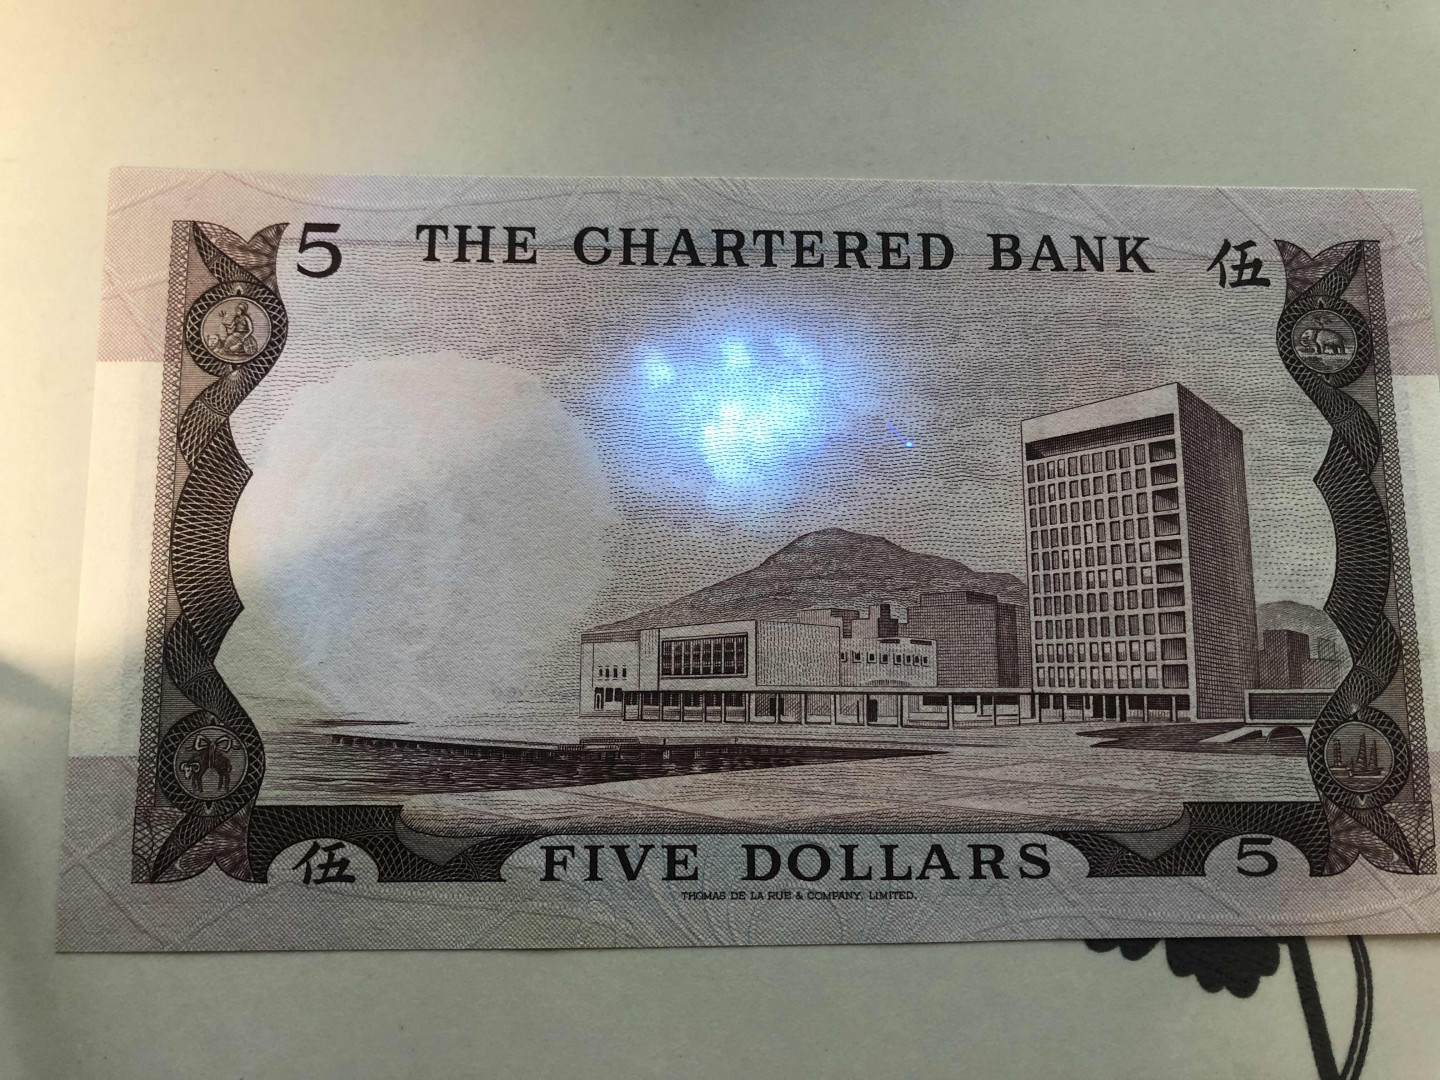 5 THE CHARTERED BANK 伍
伍 FIVE DOLLARS 5
THOMAS DE LA RUE & COMPANY, LIMITED.